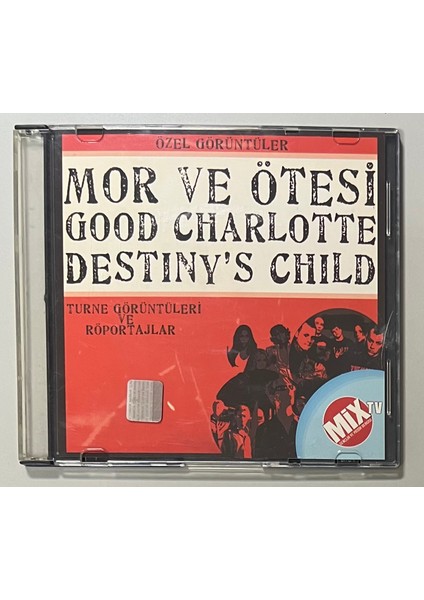 ÖZEL GÖRÜNTÜLER
MOR VE ÖTESİ
GOOD CHARLOTTE
DESTINY'S CHILD
TURNE GÖRÜNTÜLERİ
VE
RÖPORTAJLAR
MiX TV